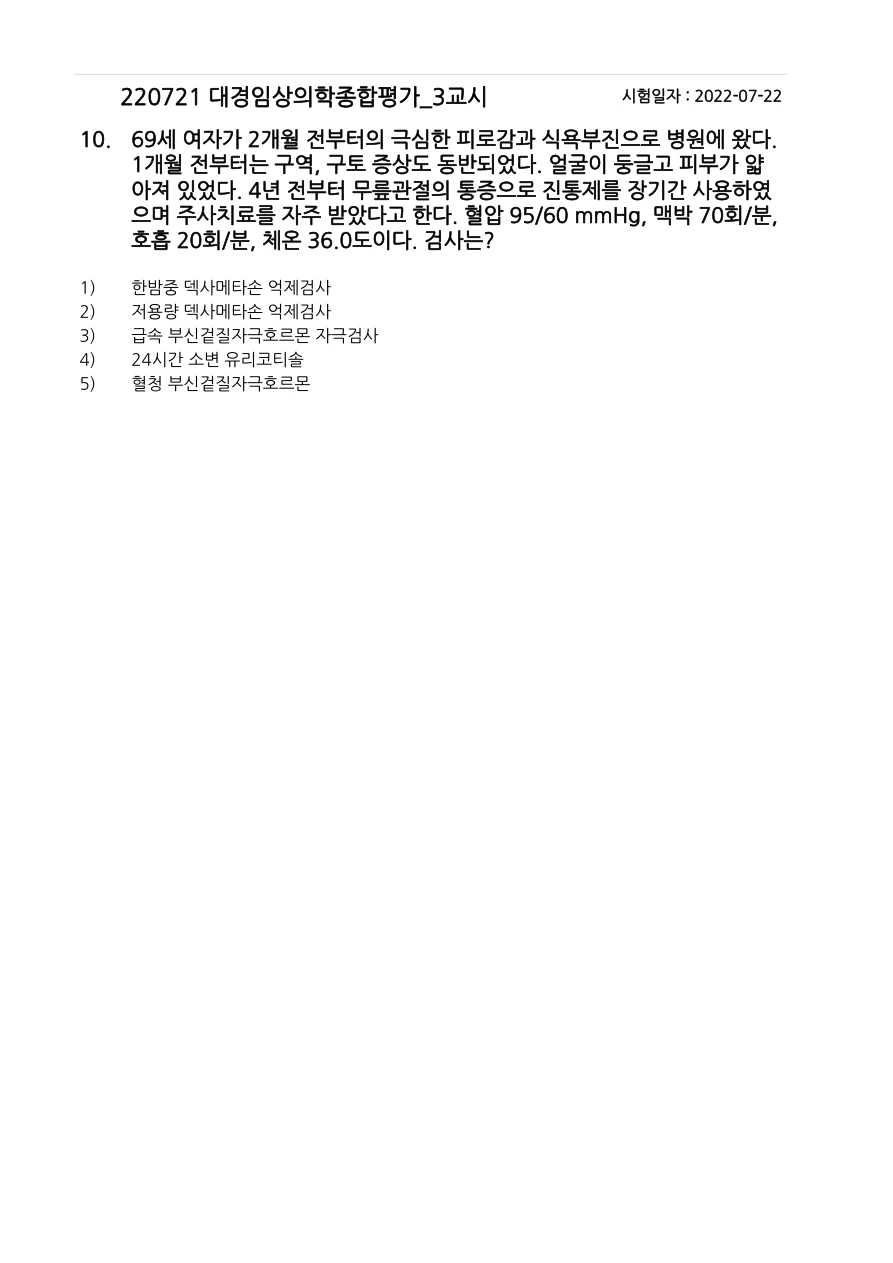 220721 대경임상의학종합평가_3교시 시험일자 : 2022-07-22
10. 69세 여자가 2개월 전부터의 극심한 피로감과 식욕부진으로 병원에 왔다.
1개월 전부터는 구역, 구토 증상도 동반되었다. 얼굴이 둥글고 피부가 얇
아져 있었다. 4년 전부터 무릎관절의 통증으로 진통제를 장기간 사용하였
으며 주사치료를 자주 받았다고 한다. 혈압 95/60 mmHg, 맥박 70회/분,
호흡 20회/분, 체온 36.0도이다. 검사는?
1) 한밤중 덱사메타손 억제검사
2) 저용량 덱사메타손 억제검사
3) 급속 부신겉질자극호르몬 자극검사
4) 24시간 소변 유리코티솔
5) 혈청 부신겉질자극호르몬